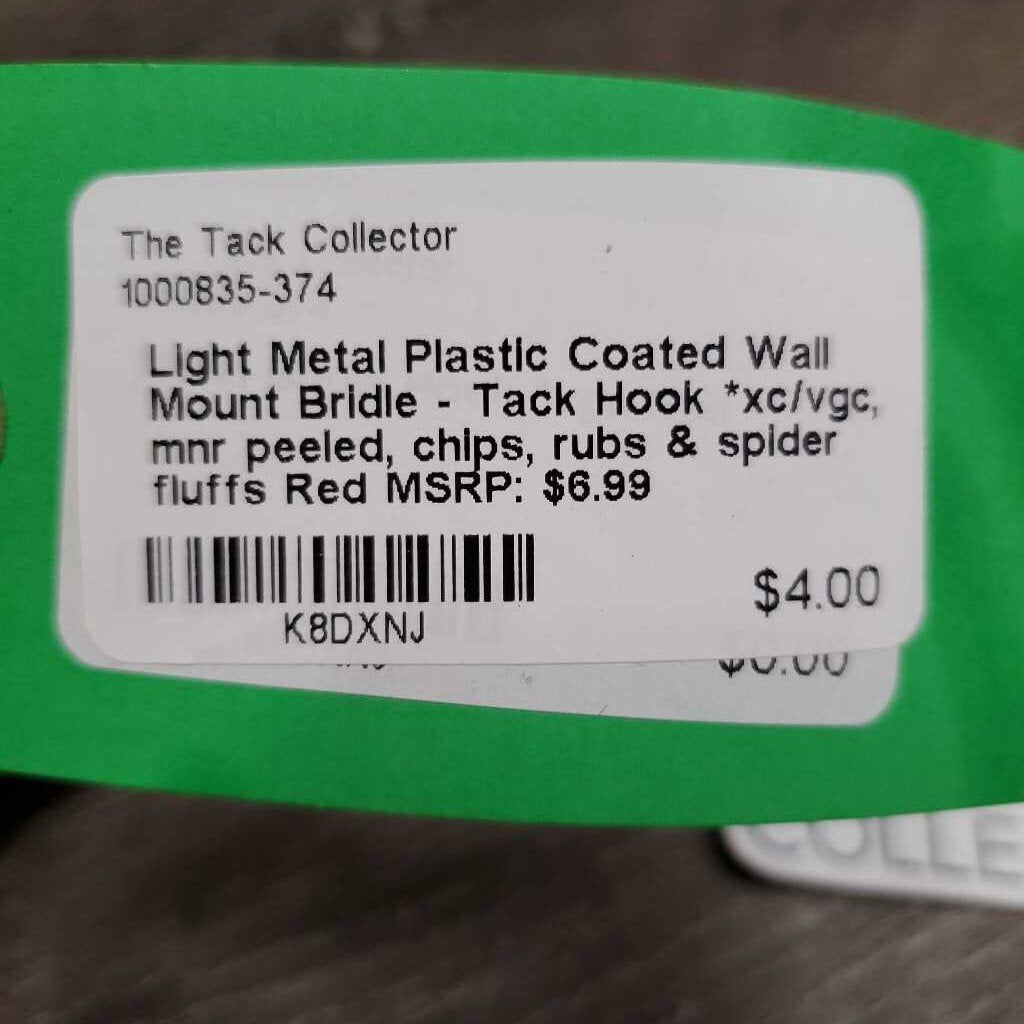 The Tack Collector
1000835-374
Light Metal Plastic Coated Wall
Mount Bridle - Tack Hook *xc/vgc,
mnr peeled, chips, rubs & spider
fluffs Red MSRP: $6.99
K8DXNJ
$4.00
COLLE